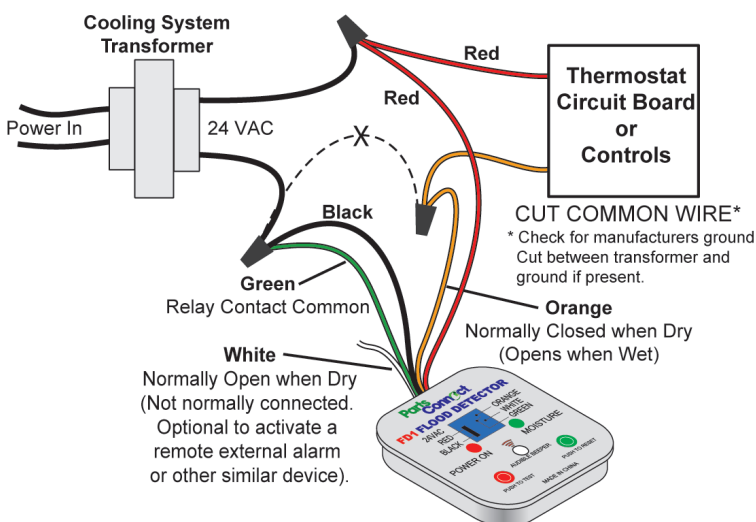 Cooling System
Transformer
Power In
24 VAC
Red
Red
Thermostat
Circuit Board
or
Controls
X
CUT COMMON WIRE*
* Check for manufacturers ground
Cut between transformer and
ground if present.
Black
Green
Relay Contact Common
Orange
Normally Closed when Dry
(Opens when Wet)
White
Normally Open when Dry
(Not normally connected.
Optional to activate a
remote external alarm
or other similar device).
Parts Connect
FD1 FLOOD DETECTOR
24VAC
RED
BLACK
ORANGE
WHITE
GREEN
POWER ON
MOISTURE
AUDIBLE BEEPER
PUSH TO TEST
PUSH TO RESET
MADE IN CHINA